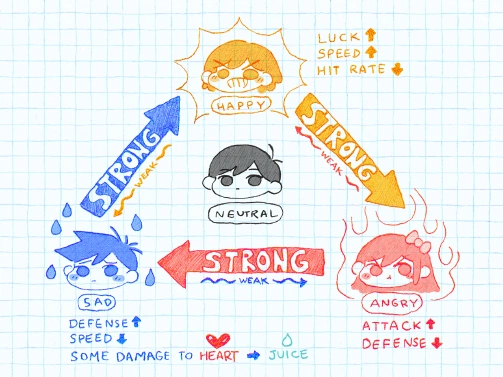 LUCK ⬆
SPEED ⬆
HIT RATE ⬇
HAPPY
STRONG
WEAK
STRONG
WEAK
NEUTRAL
STRONG
WEAK
SAD
DEFENSE ⬆
SPEED ⬇
SOME DAMAGE TO HEART ➡ JUICE
ANGRY
ATTACK ⬆
DEFENSE ⬇